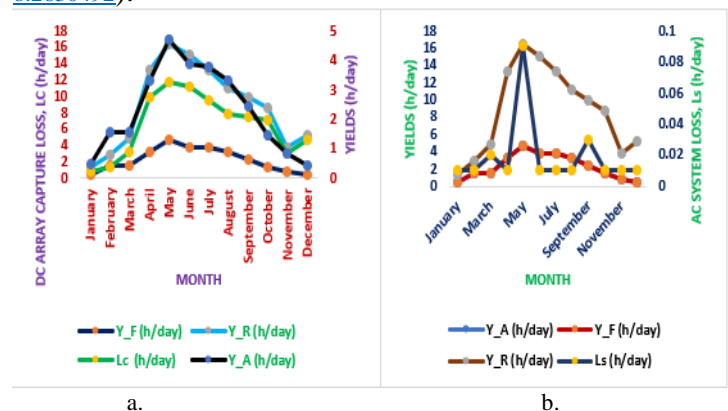 DC ARRAY CAPTURE LOSS, LC (h/day)
18
16
14
12
10
8
6
4
2
0
5
4
3
2
1
0
YIELDS (h/day)
January
February
March
April
May
June
July
August
September
October
November
December
MONTH
Y_F (h/day)
Y_R (h/day)
Lc (h/day)
Y_A (h/day)
a.
YIELDS (h/day)
18
16
14
12
10
8
6
4
2
0
0.1
0.08
0.06
0.04
0.02
0
AC SYSTEM LOSS, Ls (h/day)
January
March
May
July
September
November
MONTH
Y_A (h/day)
Y_F (h/day)
Y_R (h/day)
Ls (h/day)
b.